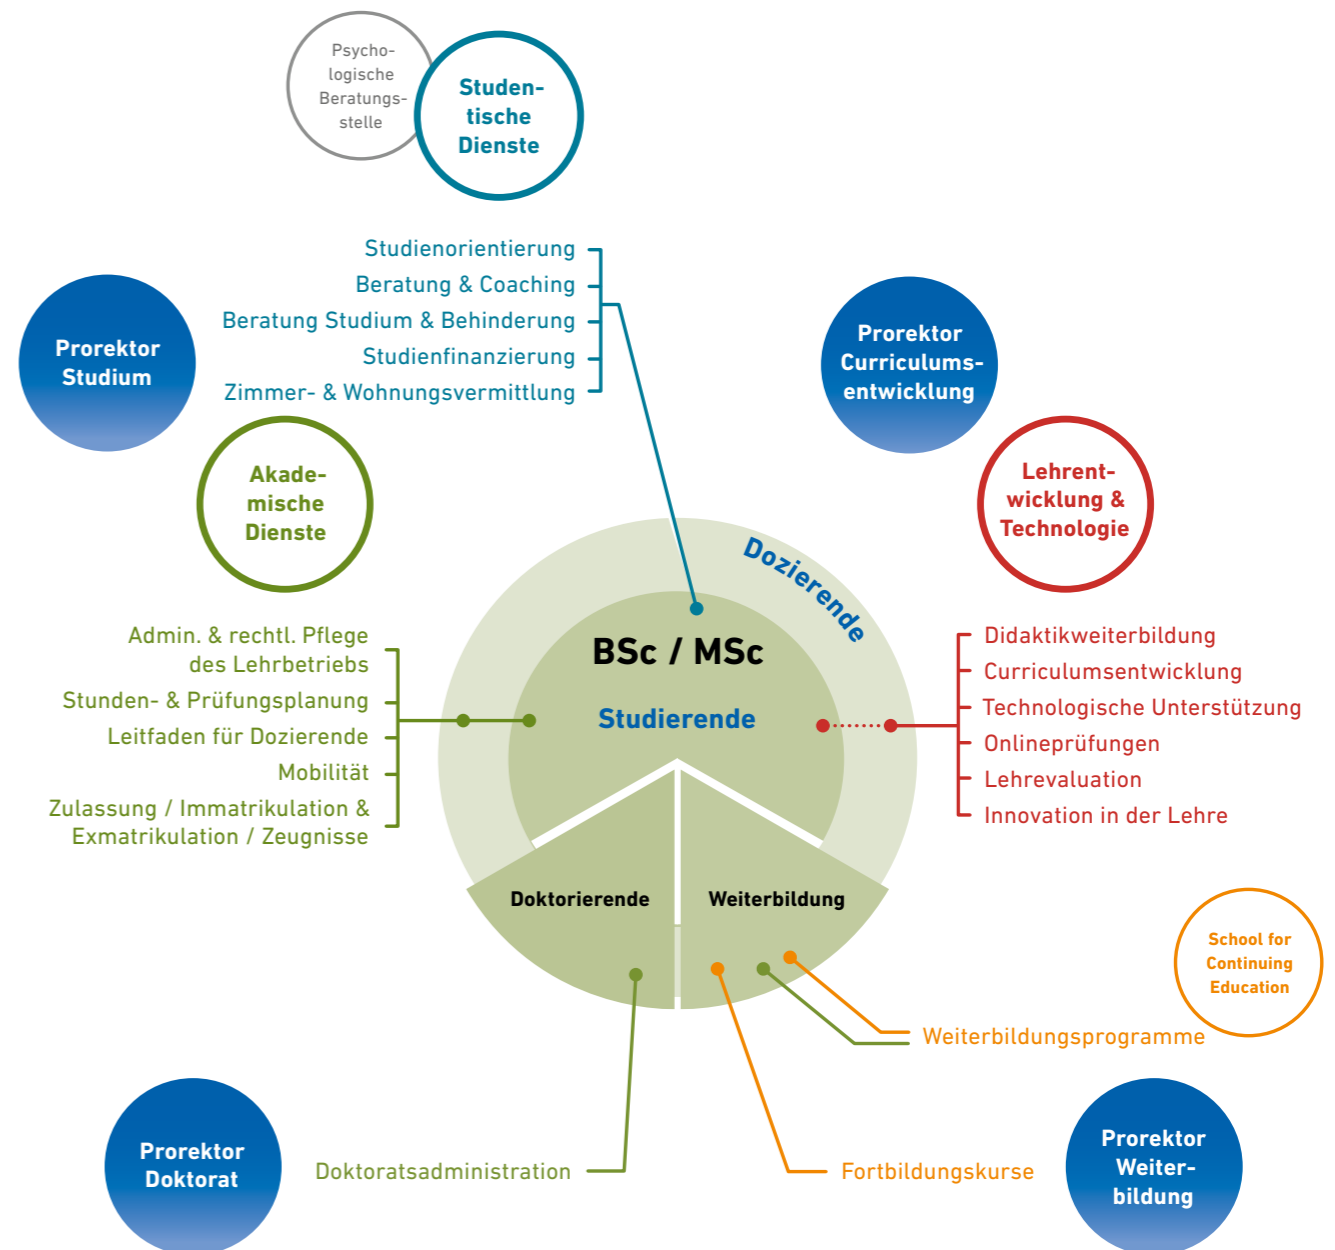 Psycho-
logische
Beratungs-
stelle
Studen-
tische
Dienste
Studienorientierung
Beratung & Coaching
Beratung Studium & Behinderung
Studienfinanzierung
Zimmer- & Wohnungsvermittlung
Prorektor
Studium
Prorektor
Curriculums-
entwicklung
Akade-
mische
Dienste
Lehrent-
wicklung &
Technologie
Dozierende
BSc / MSc
Studierende
Admin. & rechtl. Pflege
des Lehrbetriebs
Stunden- & Prüfungsplanung
Leitfaden für Dozierende
Mobilität
Zulassung / Immatrikulation &
Exmatrikulation / Zeugnisse
Didaktikweiterbildung
Curriculumsentwicklung
Technologische Unterstützung
Onlineprüfungen
Lehrevaluation
Innovation in der Lehre
Doktorierende
Weiterbildung
School for
Continuing
Education
Weiterbildungsprogramme
Prorektor
Doktorat
Doktoratsadministration
Fortbildungskurse
Prorektor
Weiter-
bildung